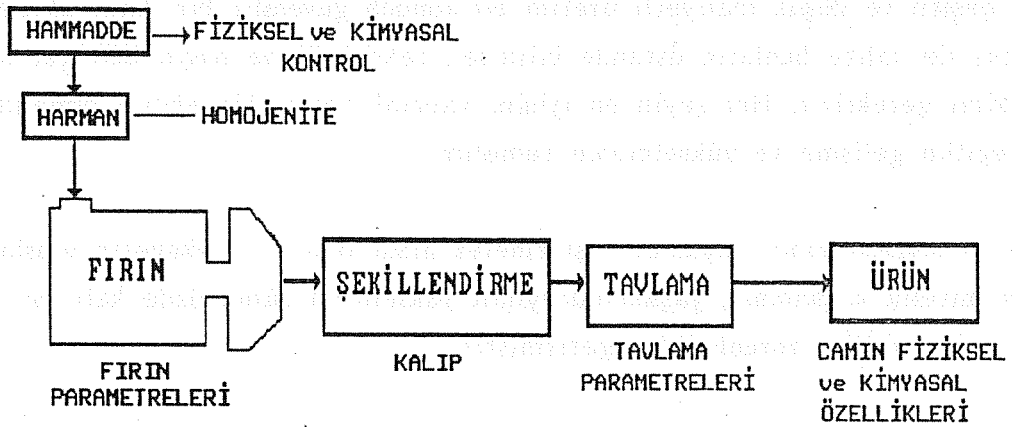 HAMMADDE
FİZİKSEL ve KİMYASAL
KONTROL
HARMAN
HOMOJENİTE
FIRIN
ŞEKİLLENDİRME
TAVLAMA
ÜRÜN
FIRIN
PARAMETRELERİ
KALIP
TAVLAMA
PARAMETRELERİ
CAMIN FİZİKSEL
ve KİMYASAL
ÖZELLİKLERİ